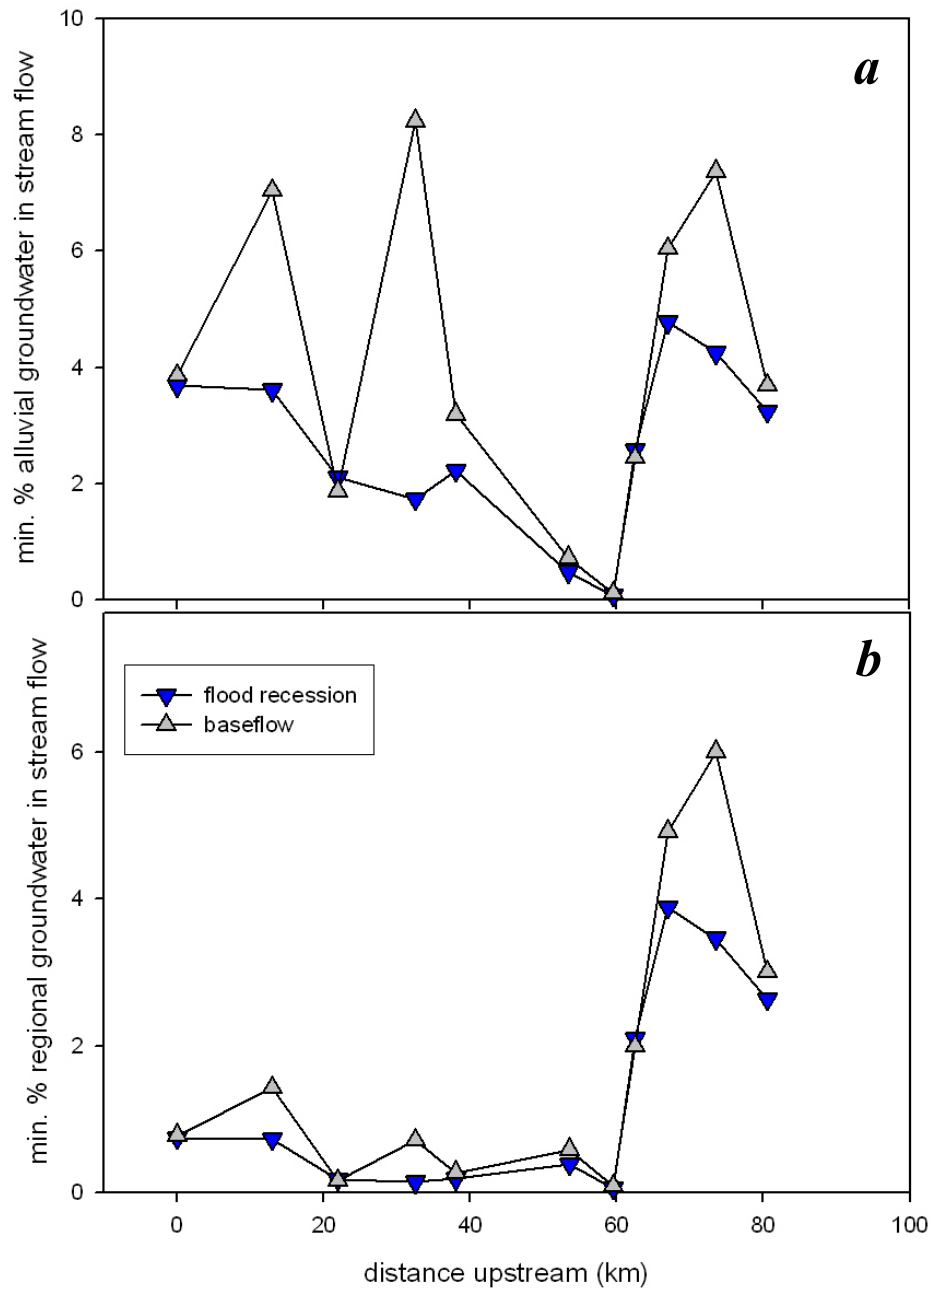 a
min. % alluvial groundwater in stream flow
10
8
6
4
2
0
b
flood recession
baseflow
min. % regional groundwater in stream flow
6
4
2
0
0 20 40 60 80 100
distance upstream (km)